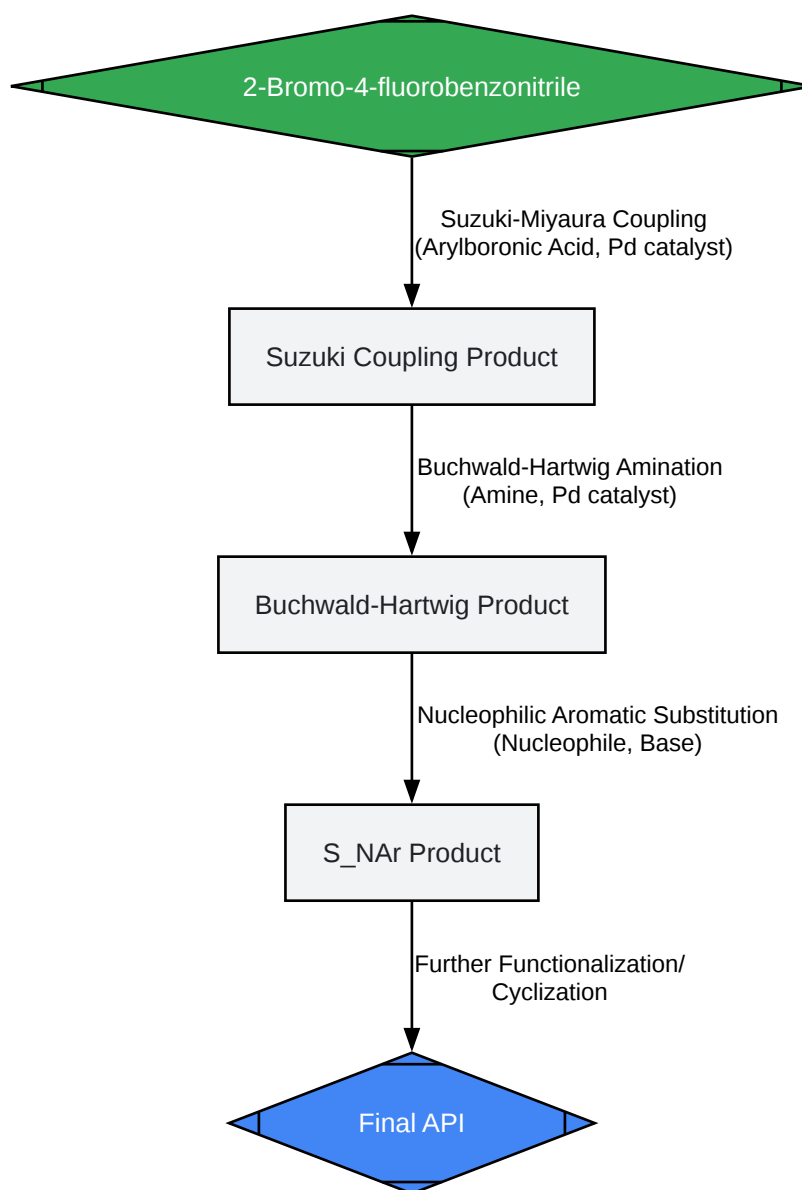 2-Bromo-4-fluorobenzonitrile
Suzuki-Miyaura Coupling
(Arylboronic Acid, Pd catalyst)
Suzuki Coupling Product
Buchwald-Hartwig Amination
(Amine, Pd catalyst)
Buchwald-Hartwig Product
Nucleophilic Aromatic Substitution
(Nucleophile, Base)
S_NAr Product
Further Functionalization/
Cyclization
Final API